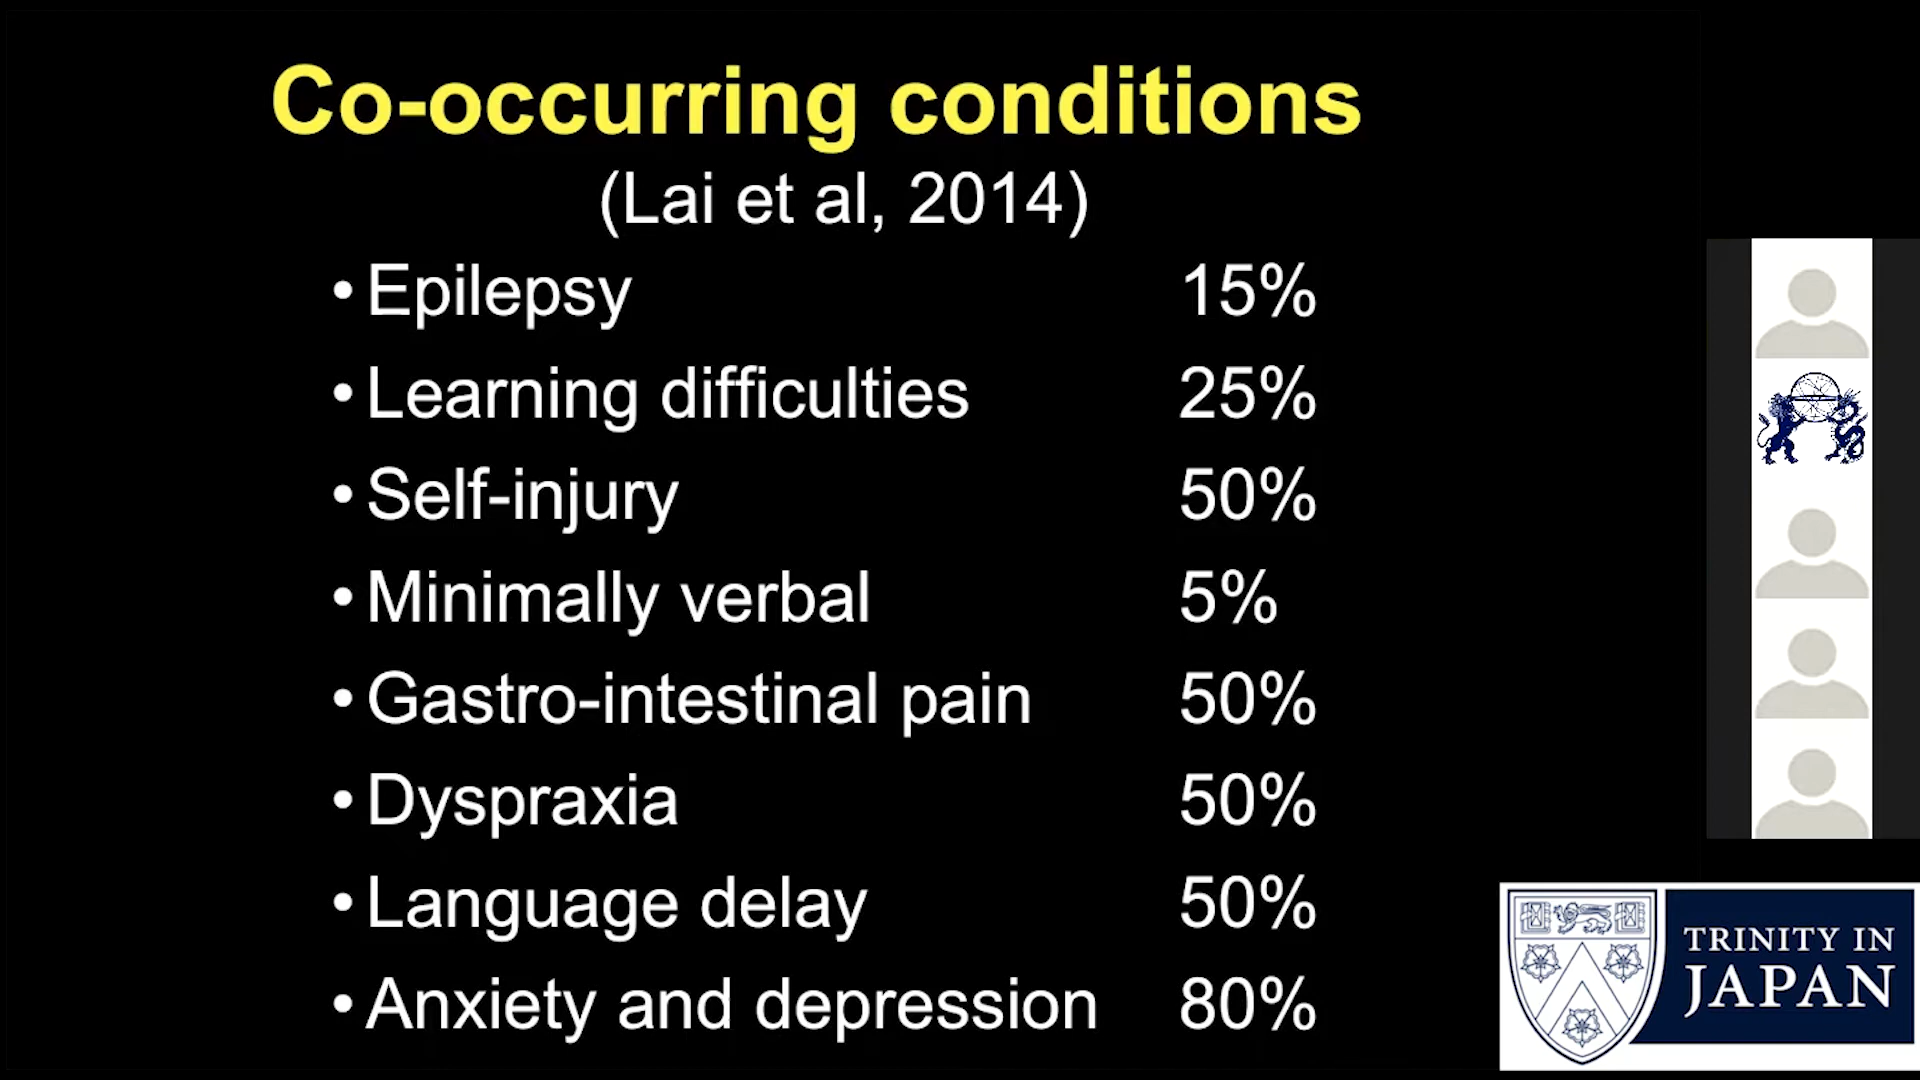 Co-occurring conditions
(Lai et al, 2014)
• Epilepsy 15%
• Learning difficulties 25%
• Self-injury 50%
• Minimally verbal 5%
• Gastro-intestinal pain 50%
• Dyspraxia 50%
• Language delay 50%
• Anxiety and depression 80%
TRINITY IN
JAPAN